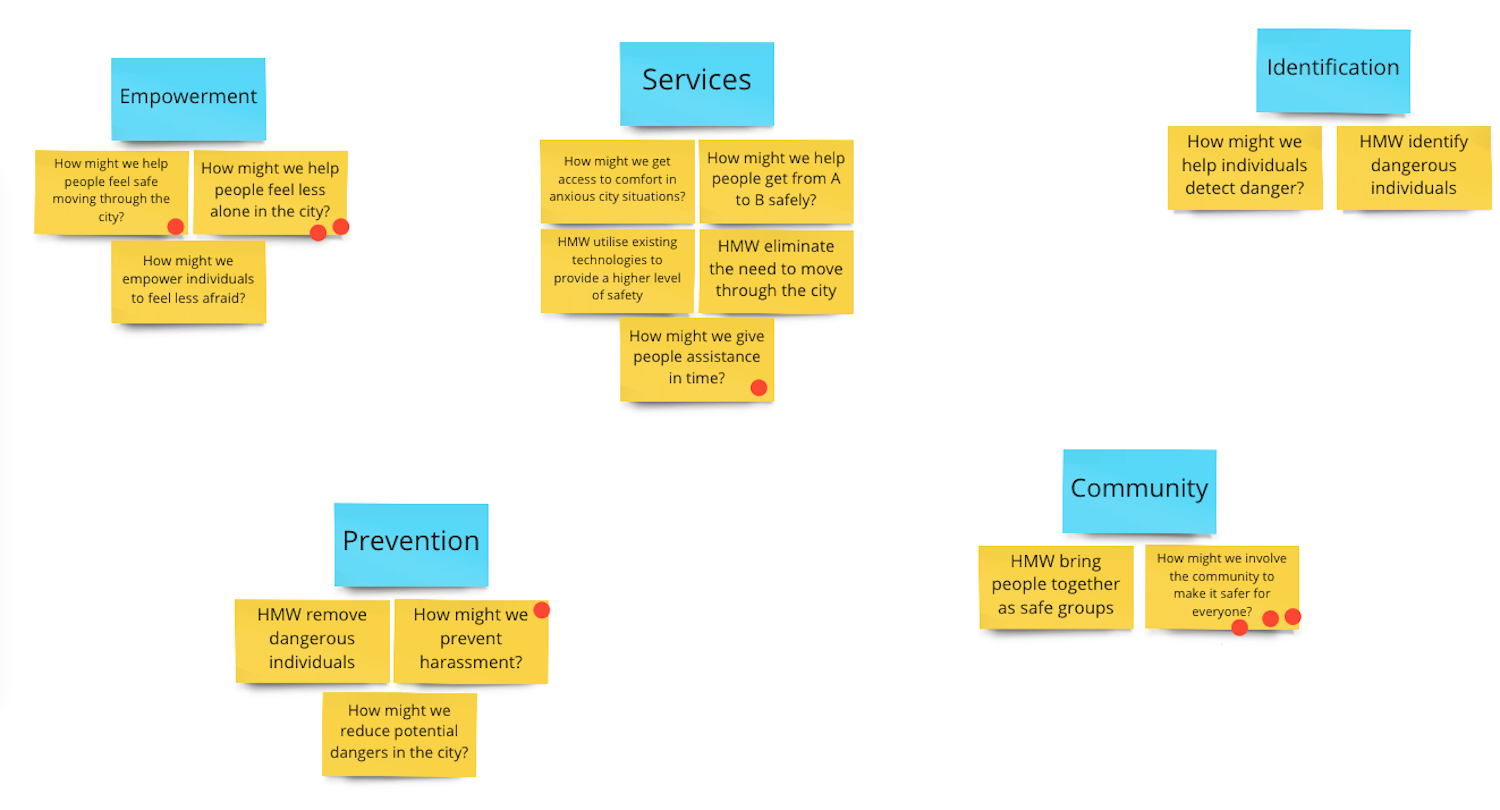 Empowerment
How might we help
people feel safe
moving through the
city?
How might we help
people feel less
alone in the city?
How might we
empower individuals
to feel less afraid?
Services
How might we get
access to comfort in
anxious city situations?
How might we help
people get from A
to B safely?
HMW utilise existing
technologies to
provide a higher level
of safety
HMW eliminate
the need to move
through the city
How might we give
people assistance
in time?
Identification
How might we
help individuals
detect danger?
HMW identify
dangerous
individuals
Prevention
HMW remove
dangerous
individuals
How might we
prevent
harassment?
How might we
reduce potential
dangers in the city?
Community
HMW bring
people together
as safe groups
How might we involve
the community to
make it safer for
everyone?